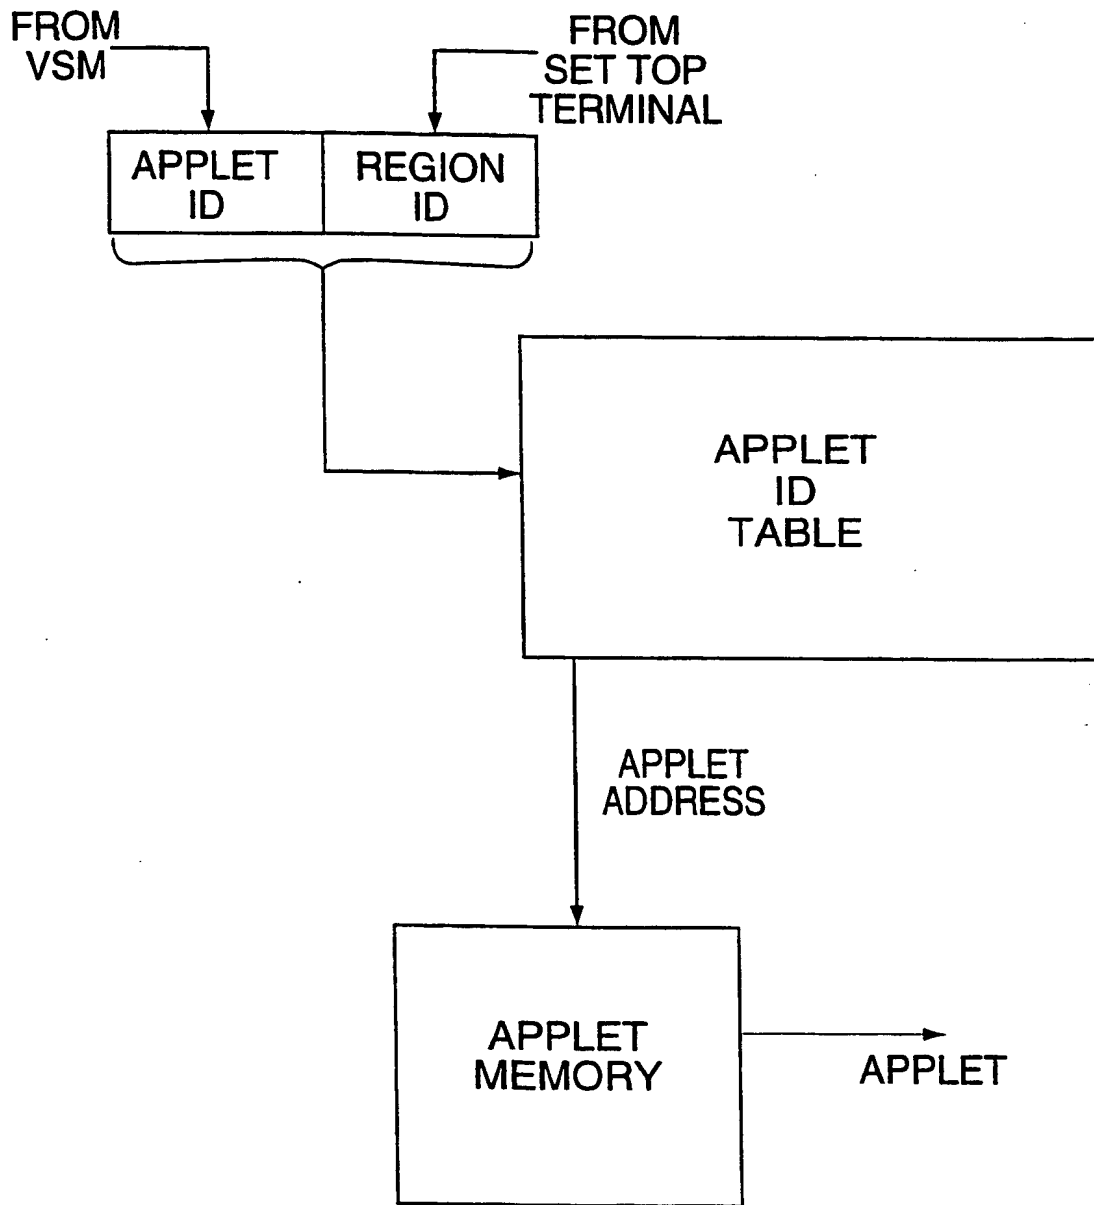 FROM
VSM
FROM
SET TOP
TERMINAL
APPLET
ID
REGION
ID
APPLET
ID
TABLE
APPLET
ADDRESS
APPLET
MEMORY
APPLET